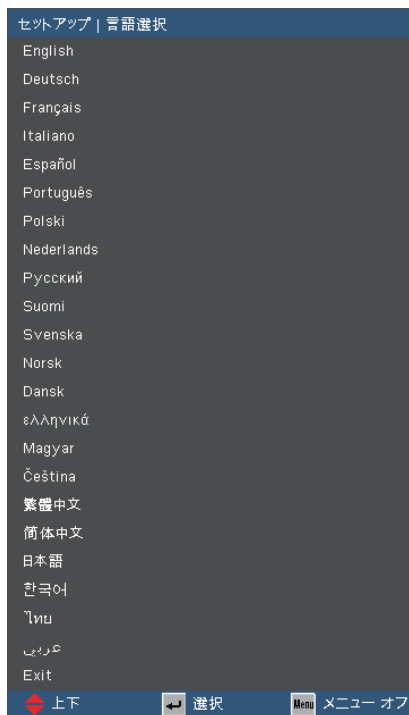 セットアップ | 言語選択
English
Deutsch
Français
Italiano
Español
Português
Polski
Nederlands
Русский
Suomi
Svenska
Norsk
Dansk
ελληνικά
Magyar
Čeština
繁體中文
简体中文
日本語
한국어
ไทย
عربي
Exit
上下 選択 Menu メニュー オフ